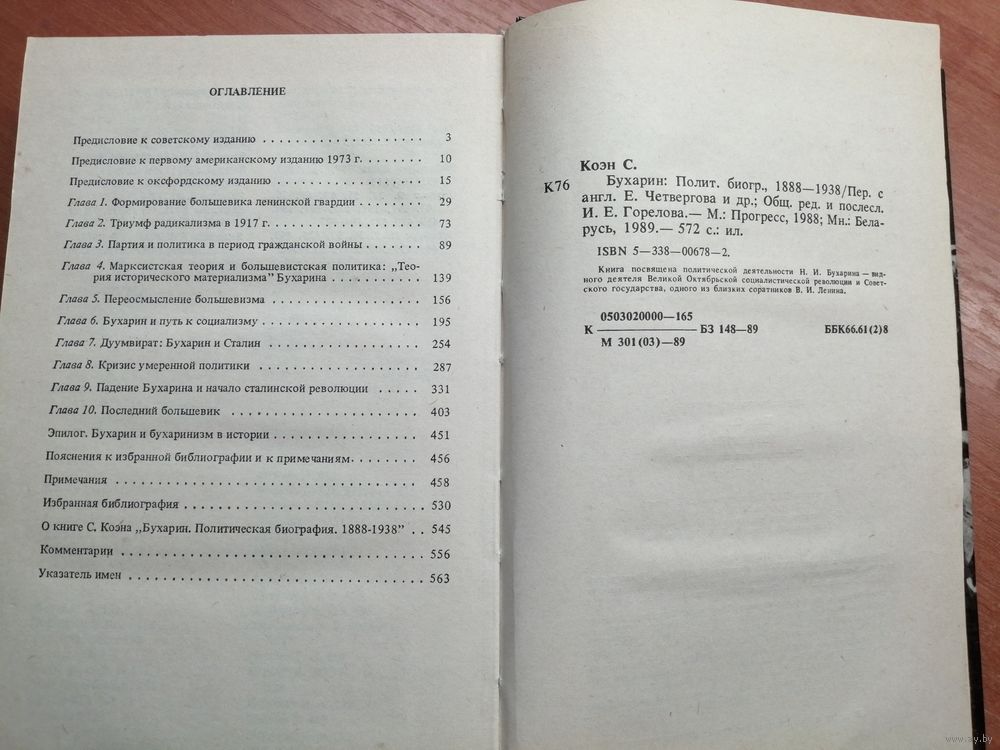 ОГЛАВЛЕНИЕ
Предисловие к советскому изданию . . . . . . . . . . . . . . . . . . . . 3
Предисловие к первому американскому изданию 1973 г. . . . . . . . 10
Предисловие к оксфордскому изданию . . . . . . . . . . . . . . . . . . 15
Глава 1. Формирование большевика ленинской гвардии . . . . . . . 29
Глава 2. Триумф радикализма в 1917 г. . . . . . . . . . . . . . . . . . 73
Глава 3. Партия и политика в период гражданской войны . . . . . . 89
Глава 4. Марксистская теория и большевистская политика: „Тео-
рия исторического материализма” Бухарина . . . . . . . . . . . 139
Глава 5. Переосмысление большевизма . . . . . . . . . . . . . . . . . 156
Глава 6. Бухарин и путь к социализму . . . . . . . . . . . . . . . . . 195
Глава 7. Дуумвират: Бухарин и Сталин . . . . . . . . . . . . . . . . . 254
Глава 8. Кризис умеренной политики . . . . . . . . . . . . . . . . . . 287
Глава 9. Падение Бухарина и начало сталинской революции . . . . . 331
Глава 10. Последний большевик . . . . . . . . . . . . . . . . . . . . 403
Эпилог. Бухарин и бухаринизм в истории . . . . . . . . . . . . . . . . 451
Пояснения к избранной библиографии и к примечаниям. . . . . . . . 456
Примечания . . . . . . . . . . . . . . . . . . . . . . . . . . . . . . 458
Избранная библиография . . . . . . . . . . . . . . . . . . . . . . . . 530
О книге С. Коэна „Бухарин. Политическая биография. 1888-1938” . . 545
Комментарии . . . . . . . . . . . . . . . . . . . . . . . . . . . . . 556
Указатель имен . . . . . . . . . . . . . . . . . . . . . . . . . . . . 563
Коэн С.
К76 Бухарин: Полит. биогр., 1888—1938/Пер. с
англ. Е. Четвергова и др.; Общ. ред. и послесл.
И. Е. Горелова.— М.: Прогресс, 1988; Мн.: Бела-
русь, 1989.— 572 с.: ил.
ISBN 5—338—00678—2.
Книга посвящена политической деятельности Н. И. Бухарина — вид-
ного деятеля Великой Октябрьской социалистической революции и Совет-
ского государства, одного из близких соратников В. И. Ленина.
0503020000—165
К ———————— БЗ 148—89 ББК66.61(2)8
М 301(03)—89
www.ay.by